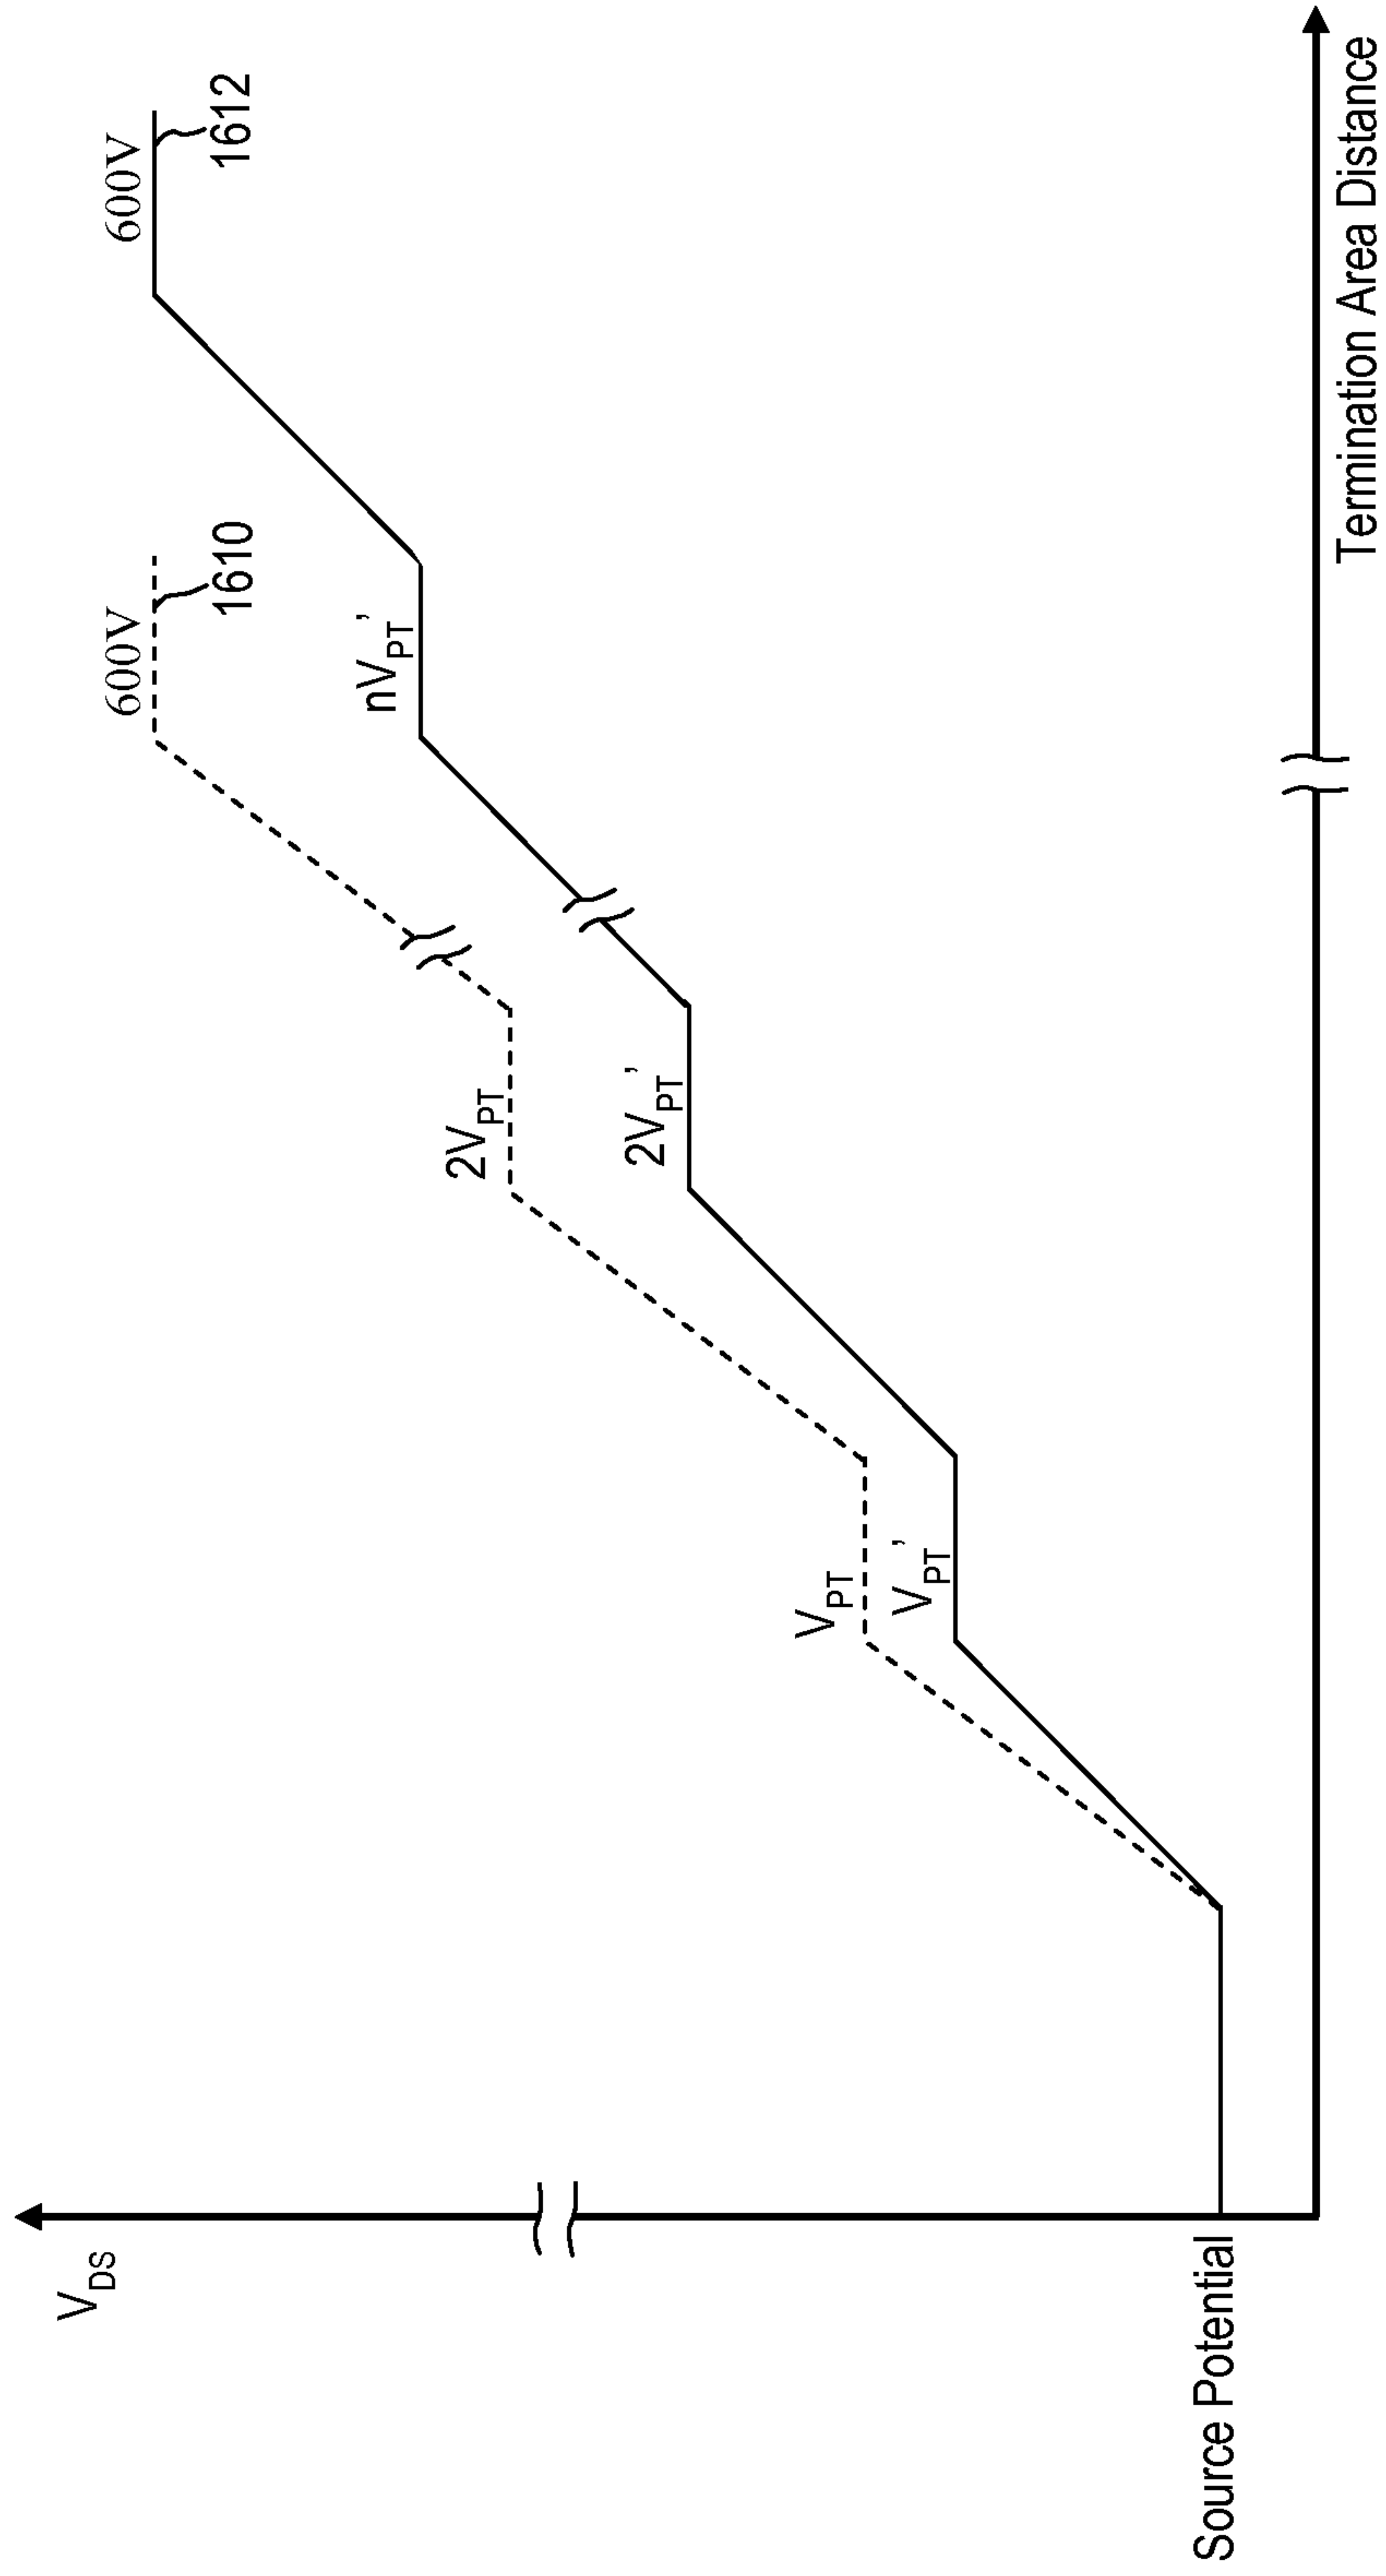 V_DS
600V
1612
600V
1610
nV_PT'
2V_PT
2V_PT'
V_PT
V_PT'
Source Potential
Termination Area Distance